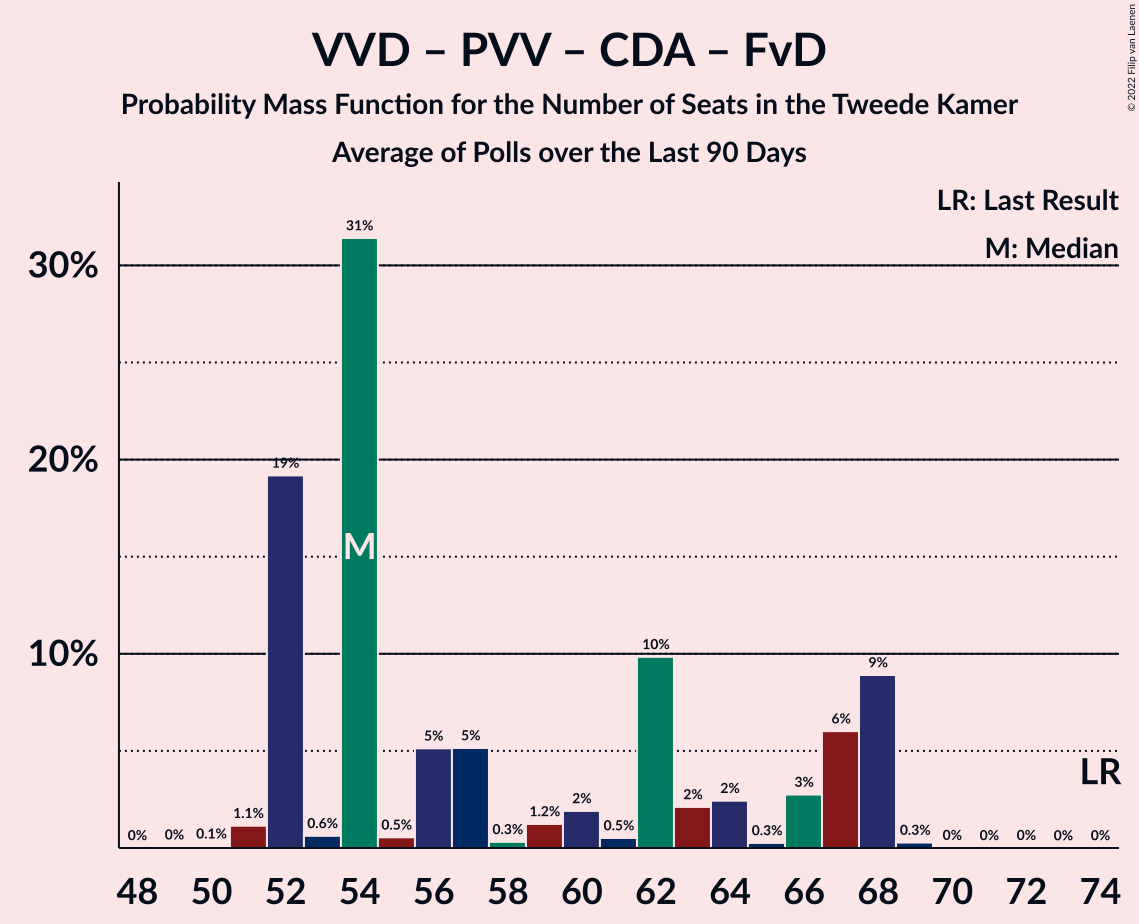 VVD – PVV – CDA – FvD
Probability Mass Function for the Number of Seats in the Tweede Kamer
Average of Polls over the Last 90 Days
© 2022 Filip van Laenen
LR: Last Result
M: Median
30%
20%
10%
0% 0% 0.1% 1.1% 19% 0.6% 31% 0.5% 5% 5% 0.3% 1.2% 2% 0.5% 10% 2% 2% 0.3% 3% 6% 9% 0.3% 0% 0% 0% 0% 0%
M
LR
48 50 52 54 56 58 60 62 64 66 68 70 72 74